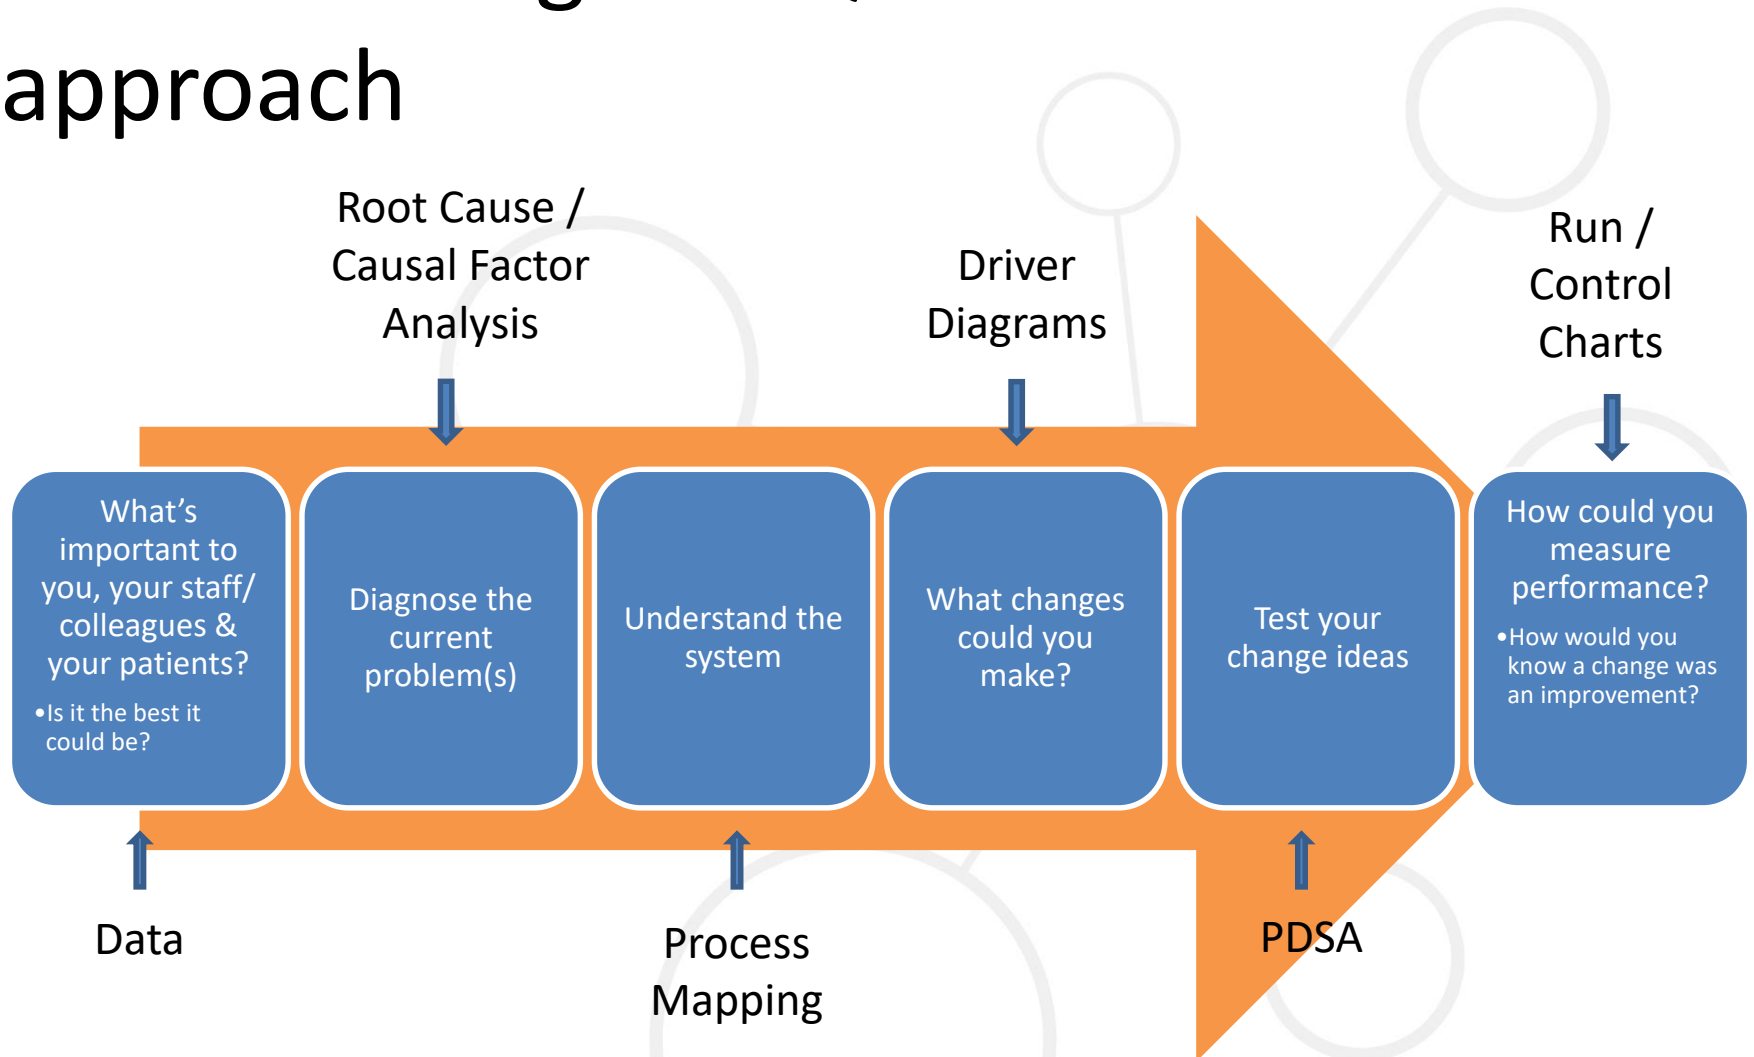 approach
Root Cause /
Causal Factor
Analysis
Driver
Diagrams
Run /
Control
Charts
What’s
important to
you, your staff/
colleagues &
your patients?
•Is it the best it
could be?
Diagnose the
current
problem(s)
Understand the
system
What changes
could you
make?
Test your
change ideas
How could you
measure
performance?
•How would you
know a change was
an improvement?
Data
Process
Mapping
PDSA